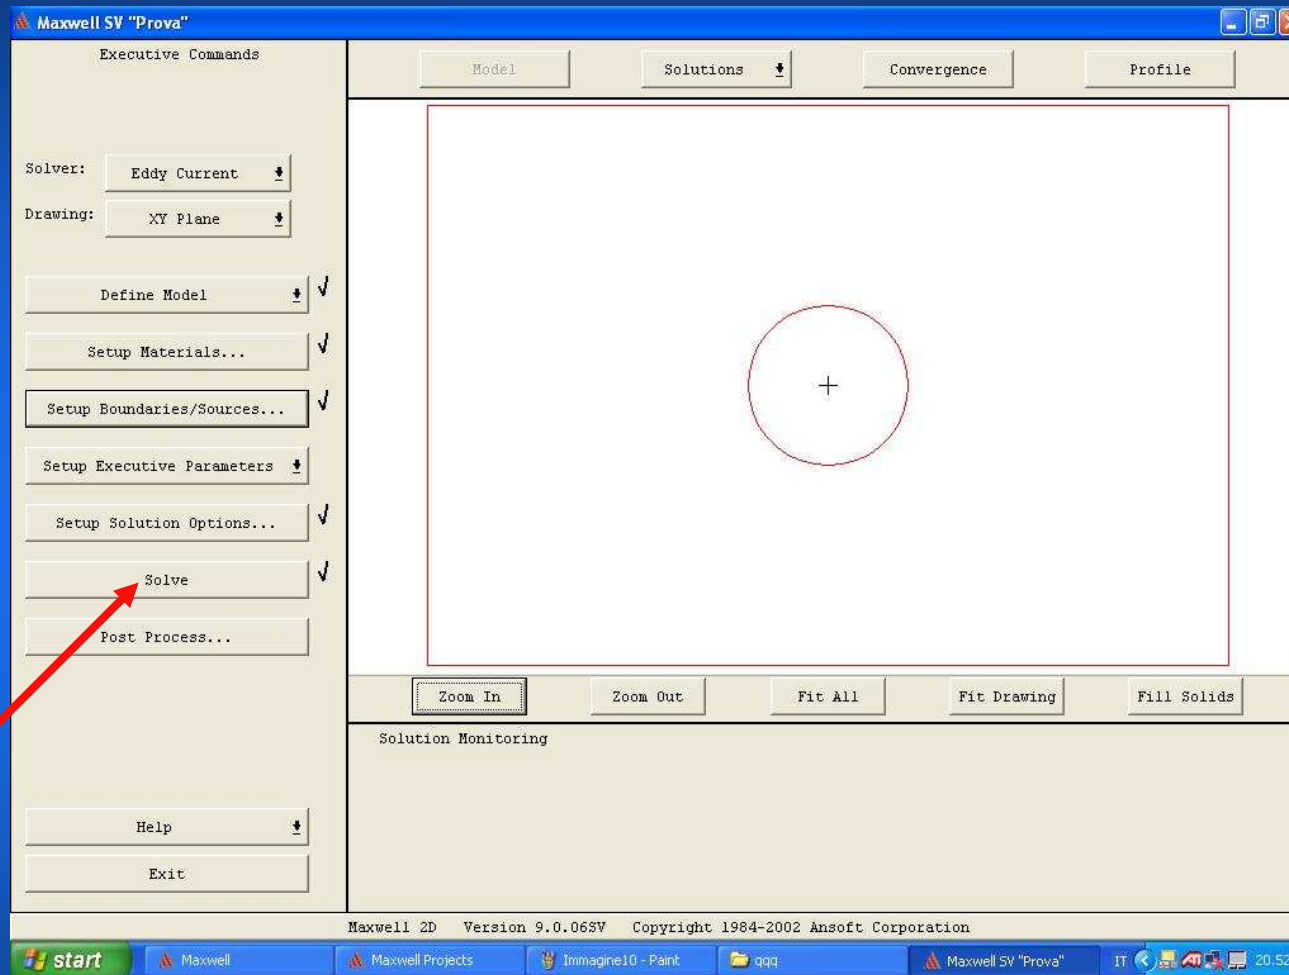 Maxwell SV "Prova"
Executive Commands
Model
Solutions
Convergence
Profile
Solver:
Eddy Current
Drawing:
XY Plane
Define Model
Setup Materials...
Setup Boundaries/Sources...
Setup Executive Parameters
Setup Solution Options...
Solve
Post Process...
Zoom In
Zoom Out
Fit All
Fit Drawing
Fill Solids
Solution Monitoring
Help
Exit
Maxwell 2D Version 9.0.06SV Copyright 1984-2002 Ansoft Corporation
start
Maxwell
Maxwell Projects
Immagine10 - Paint
qqq
Maxwell SV "Prova"
IT
ATI
20.52